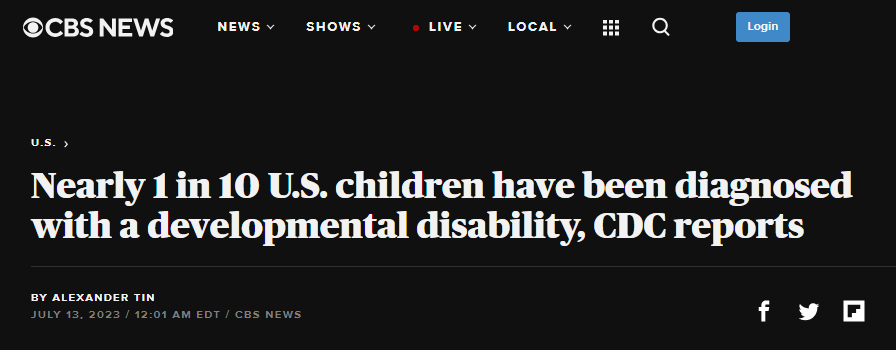 CBS NEWS NEWS SHOWS LIVE LOCAL Login
U.S. ›
Nearly 1 in 10 U.S. children have been diagnosed
with a developmental disability, CDC reports
BY ALEXANDER TIN
JULY 13, 2023 / 12:01 AM EDT / CBS NEWS